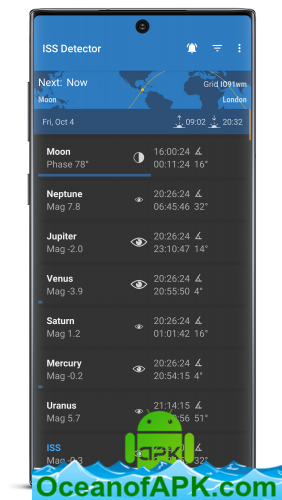 ISS Detector
Next: Now
Grid IO91wm
Moon
London
Fri, Oct 4
09:02
20:32
Moon
16:00:24
Phase 78°
00:11:24 16°
Neptune
20:26:24
Mag 7.8
06:45:46 32°
Jupiter
20:26:24
Mag -2.0
23:10:47 14°
Venus
20:26:24
Mag -3.9
20:55:50 4°
Saturn
20:26:24
Mag 1.2
01:01:42 16°
Mercury
20:26:24
Mag -0.2
20:54:15 4°
Uranus
21:14:15
Mag 5.7
:56 51°
ISS
APK
OceanofAPK.com